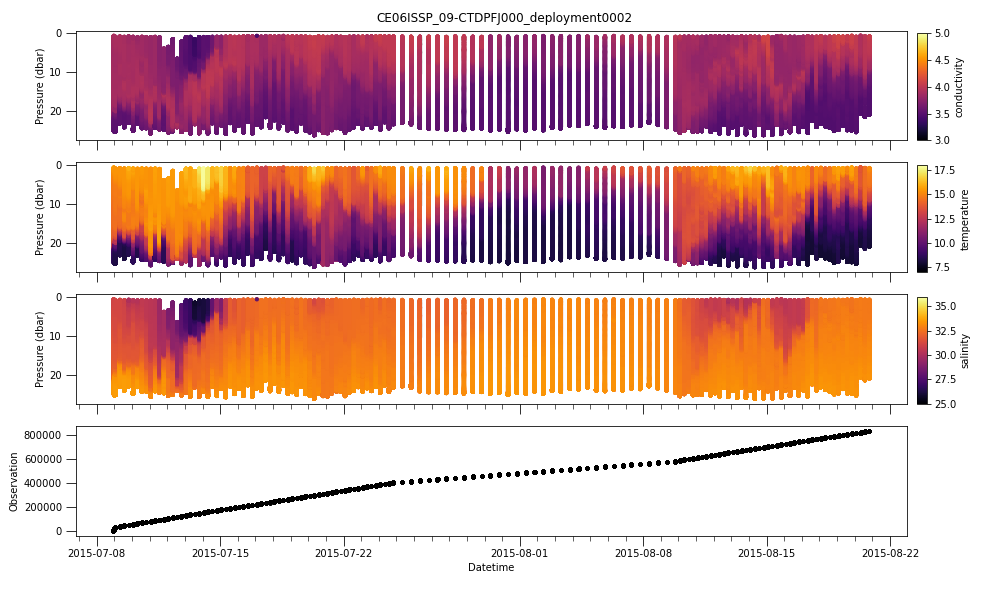 CE06ISSP_09-CTDPFJ000_deployment0002
0
10
20
Pressure (dbar)
5.0
4.5
4.0
3.5
3.0
conductivity
0
10
20
Pressure (dbar)
17.5
15.0
12.5
10.0
7.5
temperature
0
10
20
Pressure (dbar)
35.0
32.5
30.0
27.5
25.0
salinity
800000
600000
400000
200000
0
Observation
2015-07-08 2015-07-15 2015-07-22 2015-08-01 2015-08-08 2015-08-15 2015-08-22
Datetime